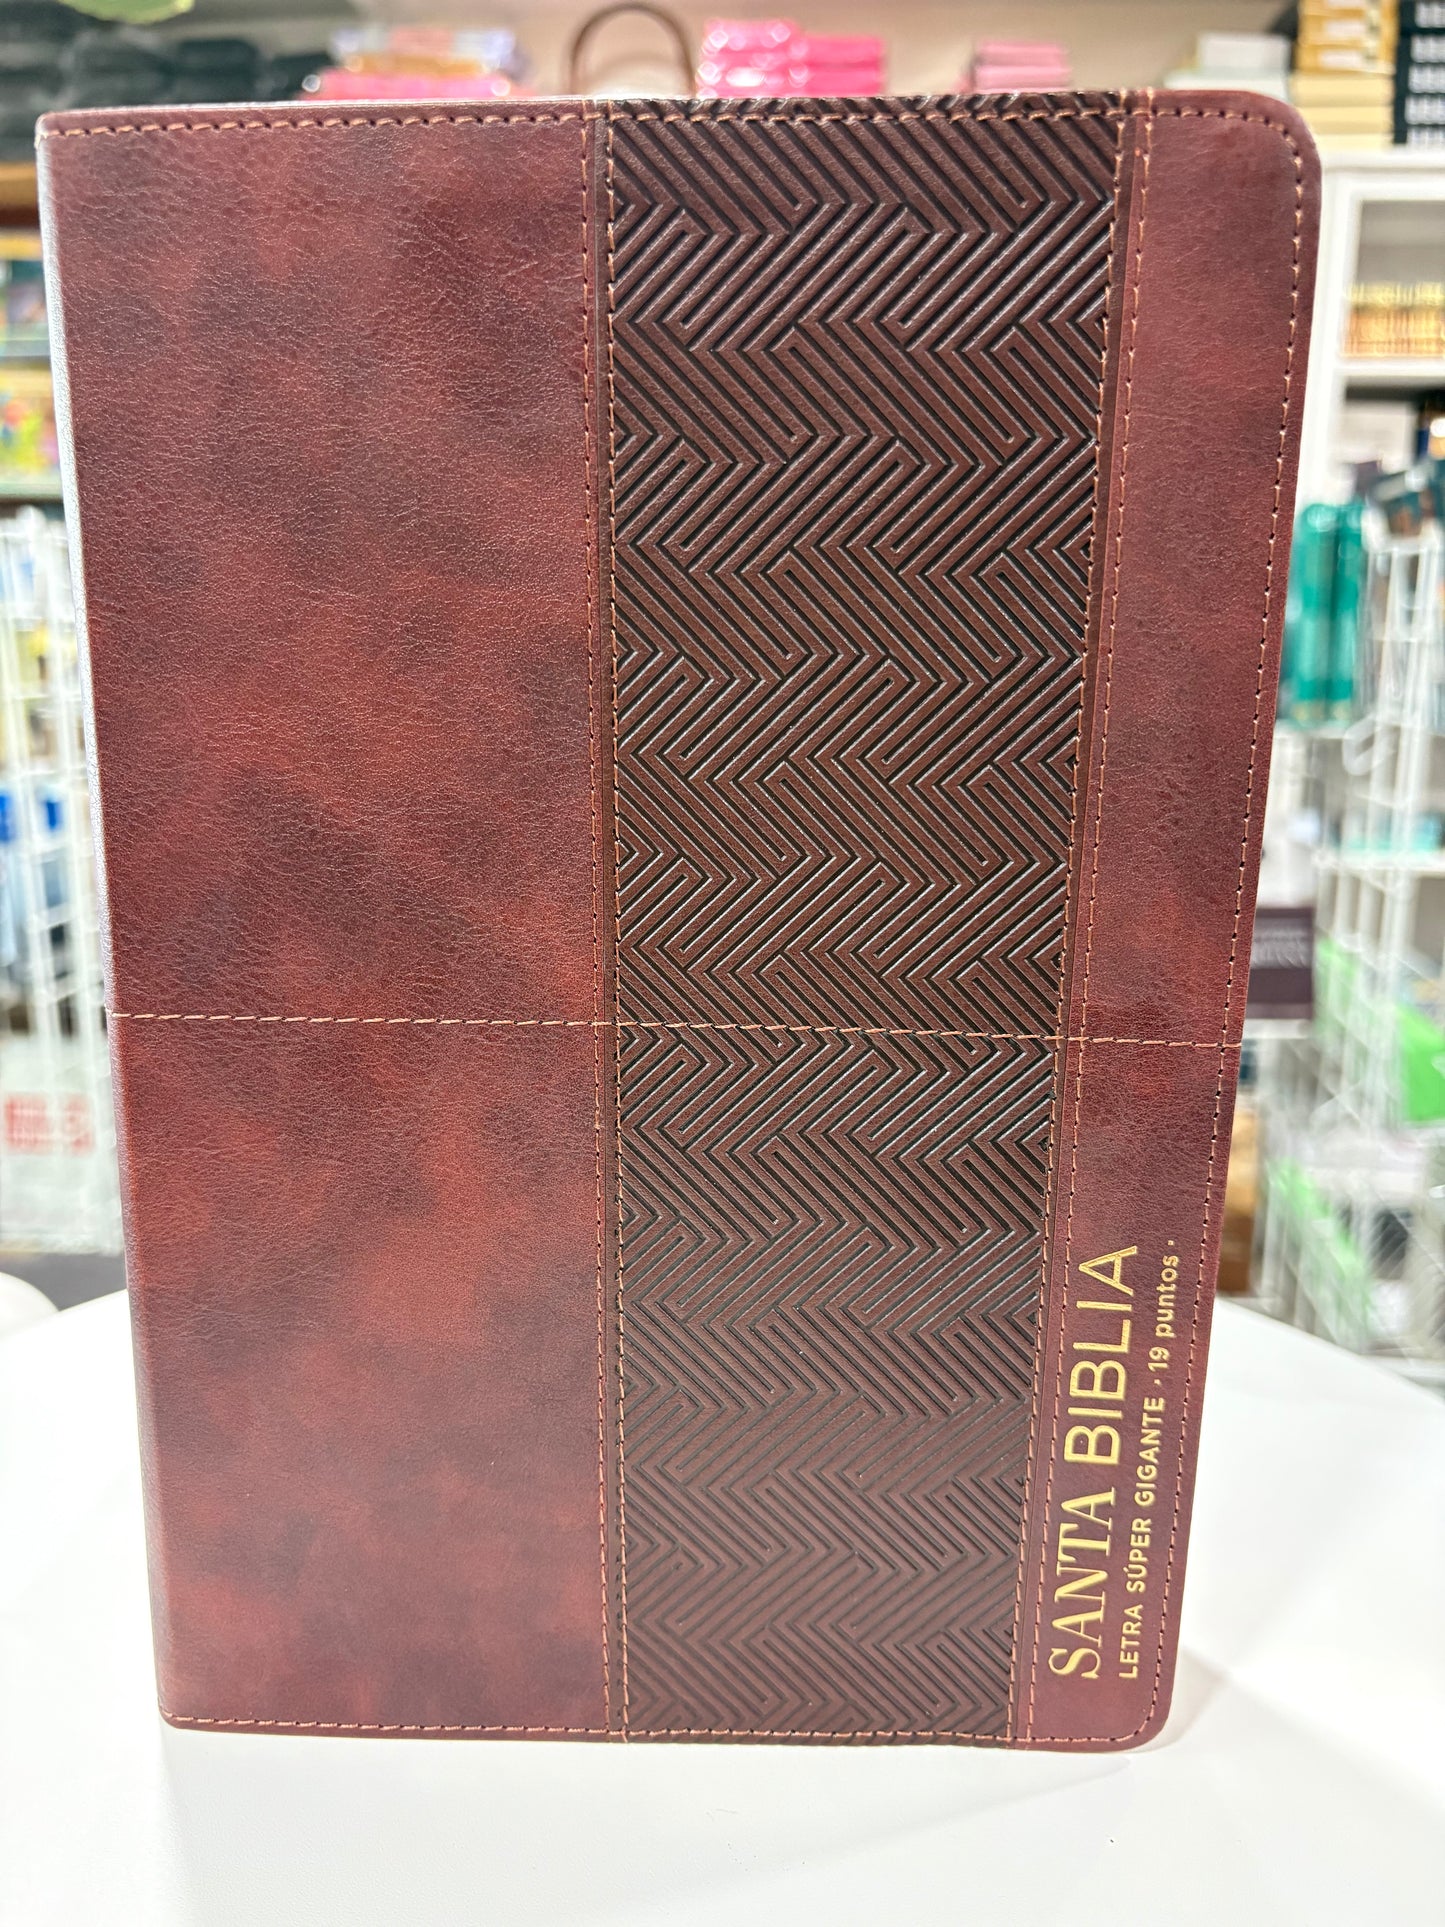 SANTA BIBLIA
LETRA SÚPER GIGANTE · 19 puntos ·